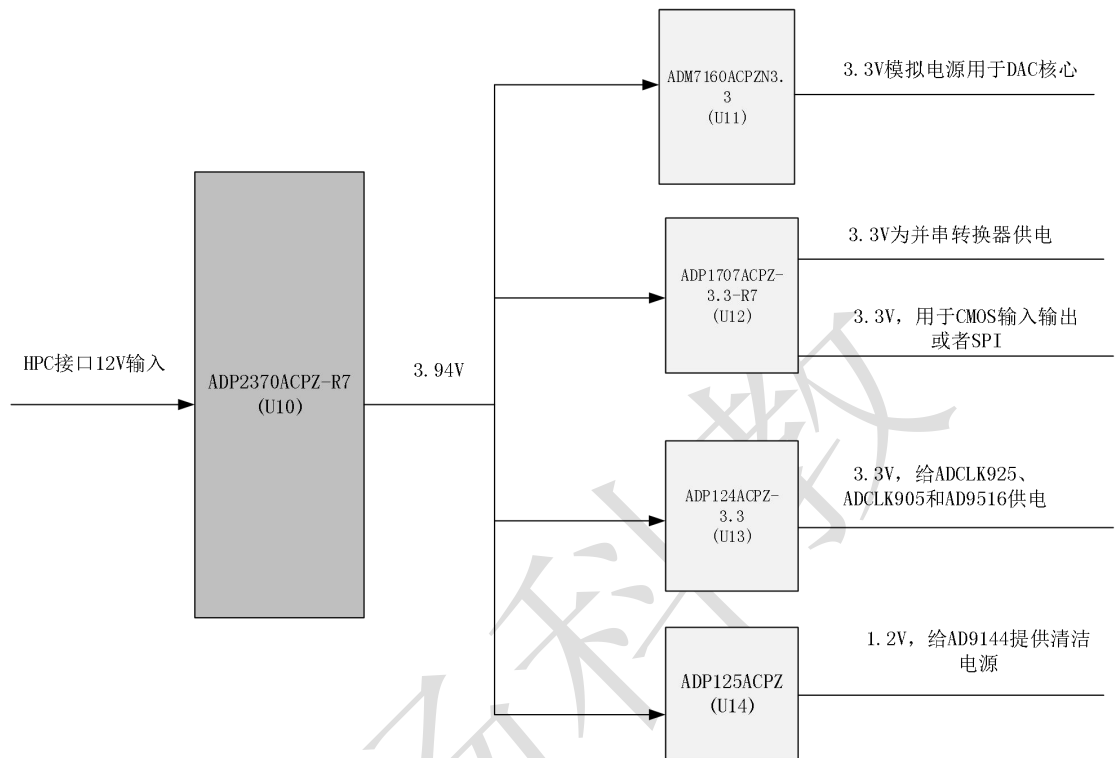 HPC接口12V输入
ADP2370ACPZ-R7
(U10)
3.94V
ADM7160ACPZN3.
3
(U11)
3.3V模拟电源用于DAC核心
ADP1707ACPZ-
3.3-R7
(U12)
3.3V为并串转换器供电
3.3V，用于CMOS输入输出
或者SPI
ADP124ACPZ-
3.3
(U13)
3.3V，给ADCLK925、
ADCLK905和AD9516供电
ADP125ACPZ
(U14)
1.2V，给AD9144提供清洁
电源
科教